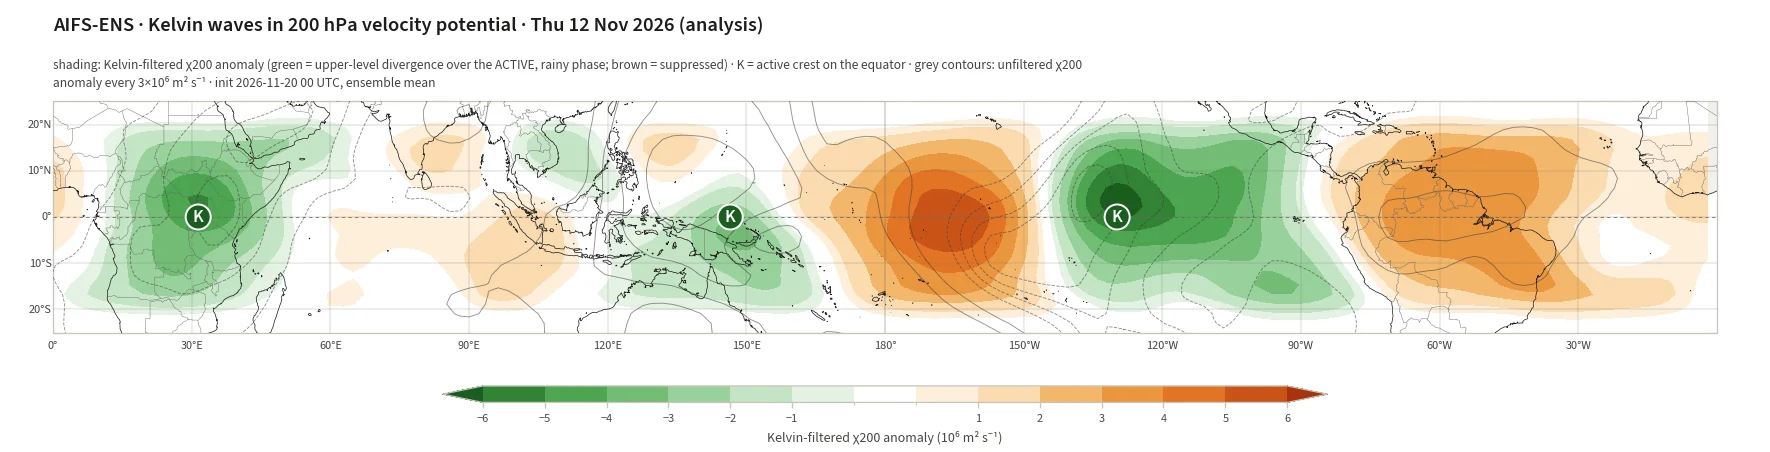 AIFS-ENS · Kelvin waves in 200 hPa velocity potential · Thu 12 Nov 2026 (analysis)
shading: Kelvin-filtered χ200 anomaly (green = upper-level divergence over the ACTIVE, rainy phase; brown = suppressed) · K = active crest on the equator · grey contours: unfiltered χ200
anomaly every 3×10⁶ m² s⁻¹ · init 2026-11-20 00 UTC, ensemble mean
20°N
10°N
0°
10°S
20°S
K K K
0° 30°E 60°E 90°E 120°E 150°E 180° 150°W 120°W 90°W 60°W 30°W
−6 −5 −4 −3 −2 −1 1 2 3 4 5 6
Kelvin-filtered χ200 anomaly (10⁶ m² s⁻¹)